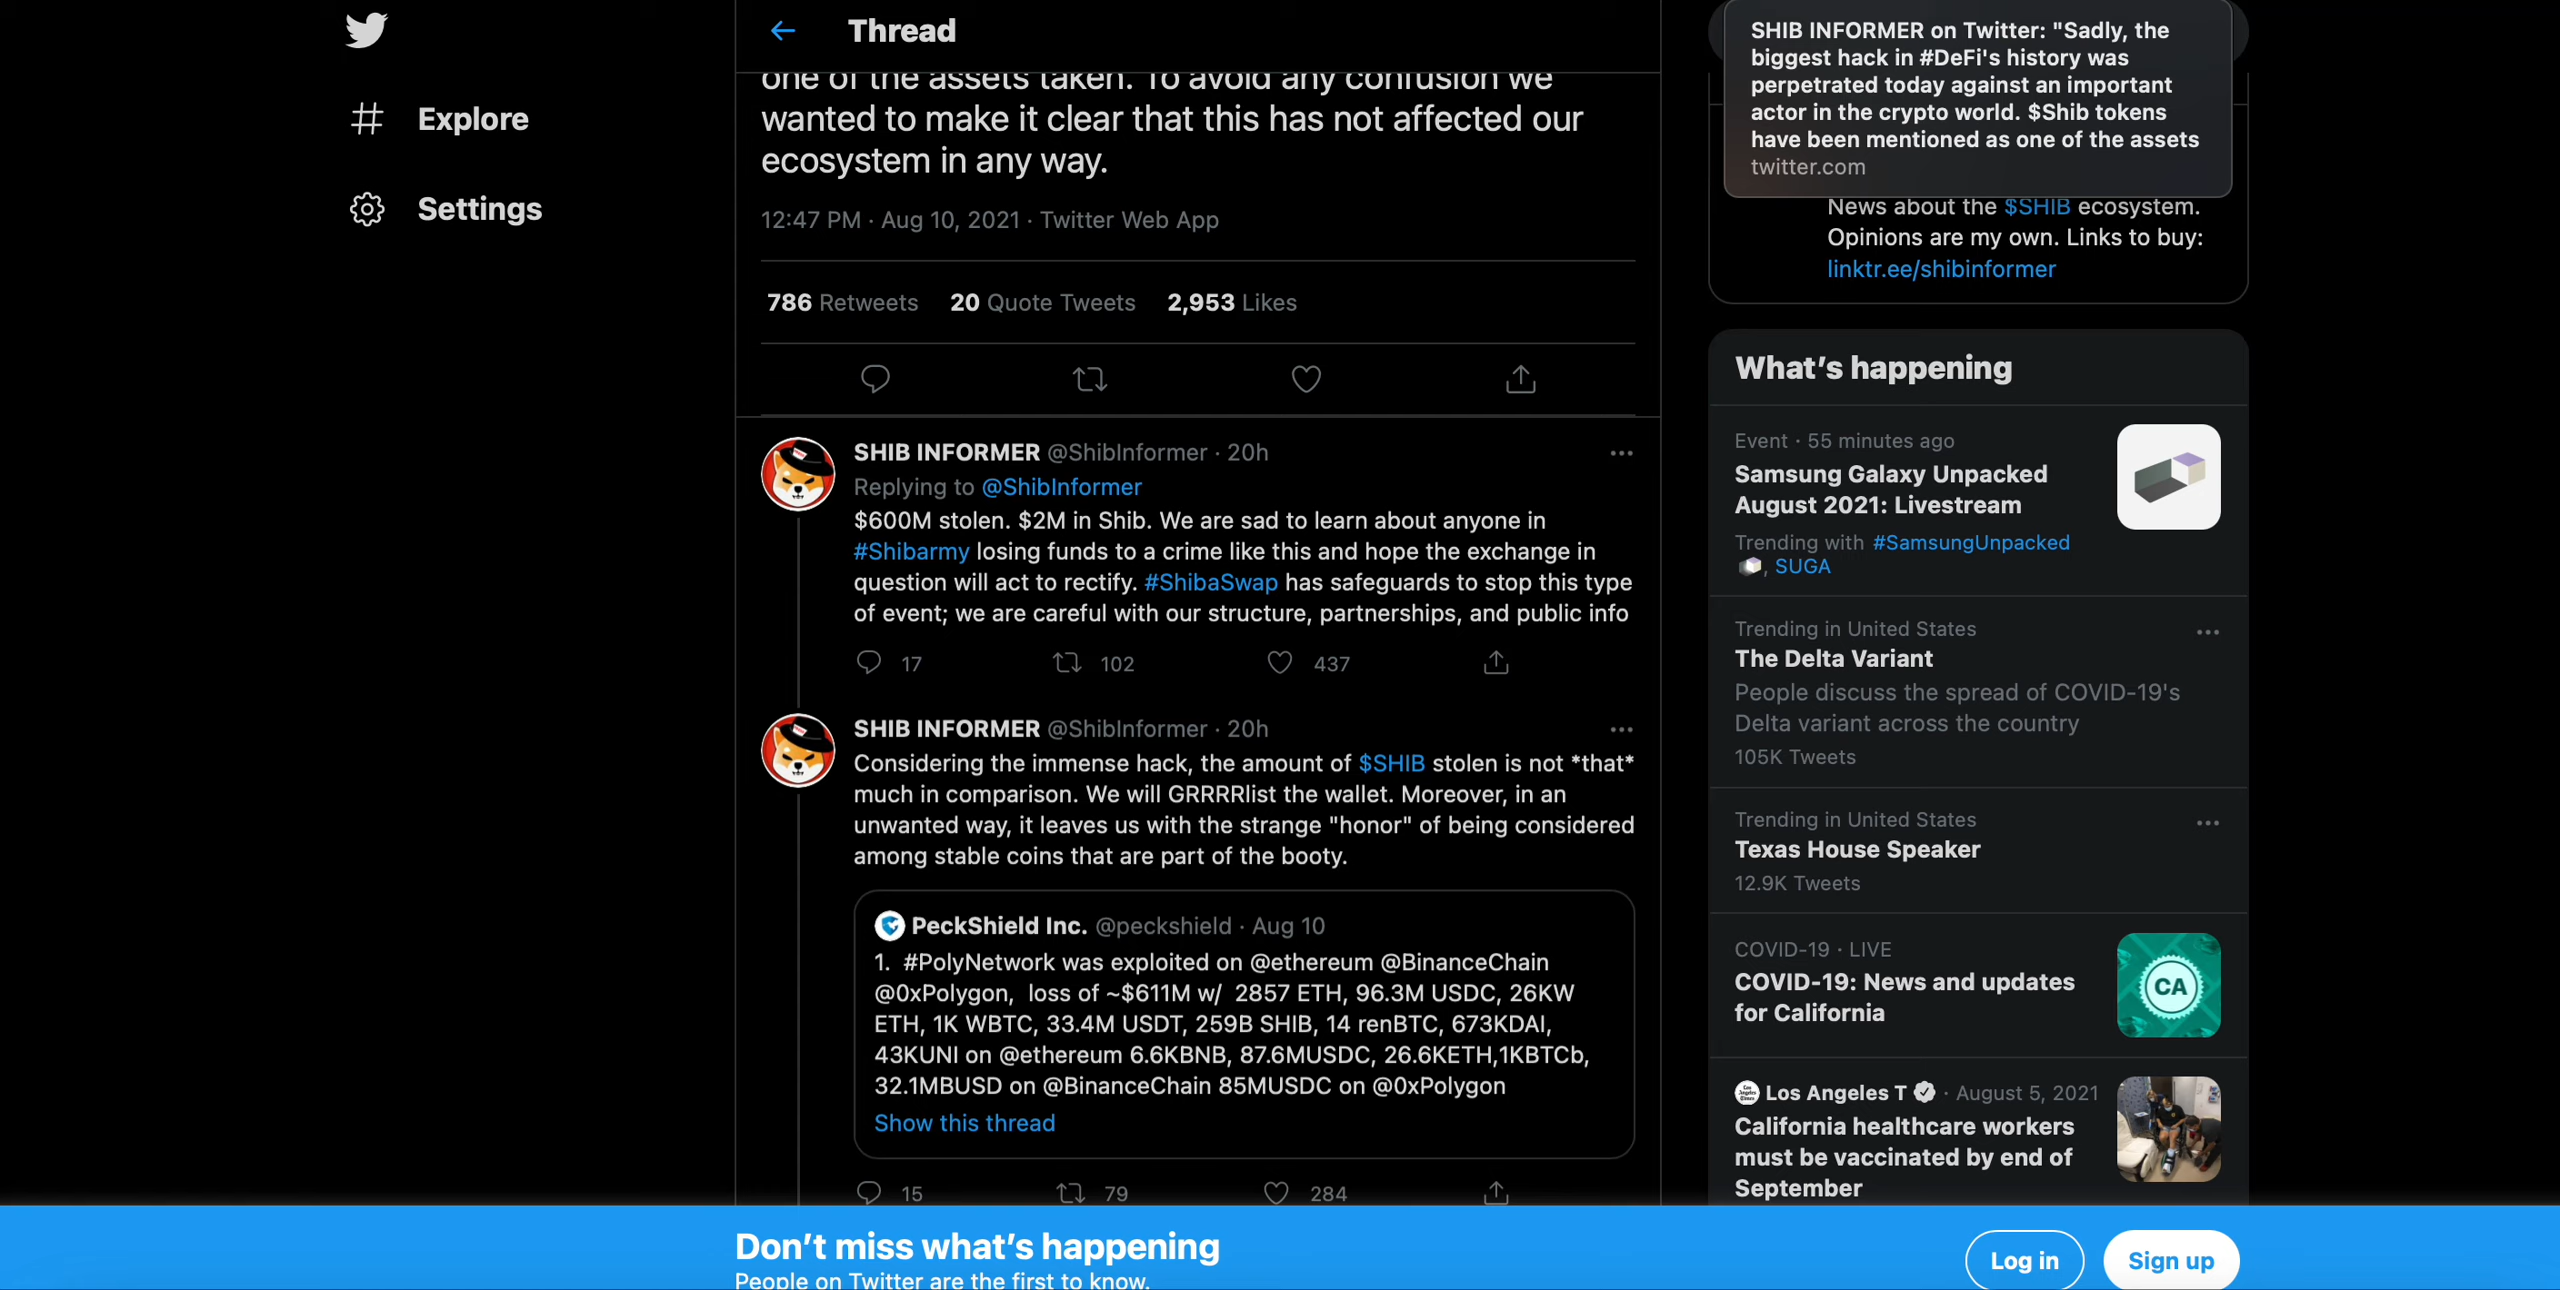 Explore
Settings
Thread
one of the assets taken. To avoid any confusion we
wanted to make it clear that this has not affected our
ecosystem in any way.
12:47 PM · Aug 10, 2021 · Twitter Web App
786 Retweets 20 Quote Tweets 2,953 Likes
SHIB INFORMER @ShibInformer · 20h
Replying to @ShibInformer
$600M stolen. $2M in Shib. We are sad to learn about anyone in
#Shibarmy losing funds to a crime like this and hope the exchange in
question will act to rectify. #ShibaSwap has safeguards to stop this type
of event; we are careful with our structure, partnerships, and public info
17 102 437
SHIB INFORMER @ShibInformer · 20h
Considering the immense hack, the amount of $SHIB stolen is not *that*
much in comparison. We will GRRRRlist the wallet. Moreover, in an
unwanted way, it leaves us with the strange "honor" of being considered
among stable coins that are part of the booty.
PeckShield Inc. @peckshield · Aug 10
1. #PolyNetwork was exploited on @ethereum @BinanceChain
@0xPolygon, loss of ~$611M w/ 2857 ETH, 96.3M USDC, 26KW
ETH, 1K WBTC, 33.4M USDT, 259B SHIB, 14 renBTC, 673KDAI,
43KUNI on @ethereum 6.6KBNB, 87.6MUSDC, 26.6KETH,1KBTCb,
32.1MBUSD on @BinanceChain 85MUSDC on @0xPolygon
Show this thread
15 79 284
SHIB INFORMER on Twitter: "Sadly, the
biggest hack in #DeFi's history was
perpetrated today against an important
actor in the crypto world. $Shib tokens
have been mentioned as one of the assets
twitter.com
News about the $SHIB ecosystem.
Opinions are my own. Links to buy:
linktr.ee/shibinformer
What's happening
Event · 55 minutes ago
Samsung Galaxy Unpacked
August 2021: Livestream
Trending with #SamsungUnpacked
, SUGA
Trending in United States
The Delta Variant
People discuss the spread of COVID-19's
Delta variant across the country
105K Tweets
Trending in United States
Texas House Speaker
12.9K Tweets
COVID-19 · LIVE
COVID-19: News and updates
for California
CA
Los Angeles T · August 5, 2021
California healthcare workers
must be vaccinated by end of
September
Don't miss what's happening
People on Twitter are the first to know.
Log in
Sign up